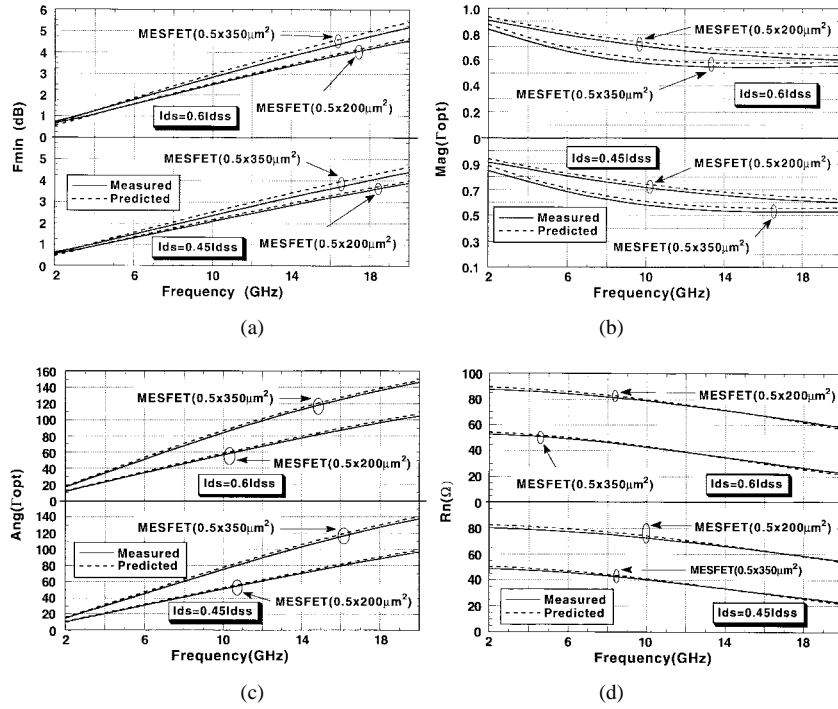 6
5
4
3
2
1
0
5
4
3
2
1
0
Fmin (dB)
MESFET(0.5x350μm²)
MESFET(0.5x200μm²)
Ids=0.6Idss
MESFET(0.5x350μm²)
Measured
Predicted
MESFET(0.5x200μm²)
Ids=0.45Idss
2 6 10 14 18
Frequency (GHz)
(a)
1.0
0.8
0.6
0.4
0.2
0.0
0.9
0.7
0.5
0.3
0.1
Mag(Γopt)
MESFET(0.5x200μm²)
MESFET(0.5x350μm²)
Ids=0.6Idss
Ids=0.45Idss
MESFET(0.5x200μm²)
Measured
Predicted
MESFET(0.5x350μm²)
2 6 10 14 18
Frequency(GHz)
(b)
160
140
120
100
80
60
40
20
0
140
120
100
80
60
40
20
0
Ang(Γopt)
MESFET(0.5x350μm²)
MESFET(0.5x200μm²)
Ids=0.6Idss
MESFET(0.5x350μm²)
Measured
Predicted
MESFET(0.5x200μm²)
Ids=0.45Idss
2 6 10 14 18
Frequency(GHz)
(c)
100
80
60
40
20
0
80
60
40
20
0
Rn(Ω)
MESFET(0.5x200μm²)
MESFET(0.5x350μm²)
Ids=0.6Idss
MESFET(0.5x200μm²)
MESFET(0.5x350μm²)
Measured
Predicted
Ids=0.45Idss
2 6 10 14 18
Frequency(GHz)
(d)